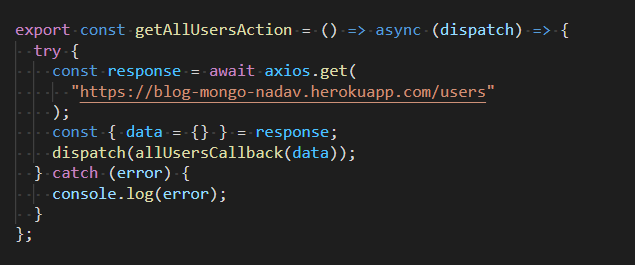 export const getAllUsersAction = () => async (dispatch) => {
  try {
    const response = await axios.get(
      "https://blog-mongo-nadav.herokuapp.com/users"
    );
    const { data = {} } = response;
    dispatch(allUsersCallback(data));
  } catch (error) {
    console.log(error);
  }
};